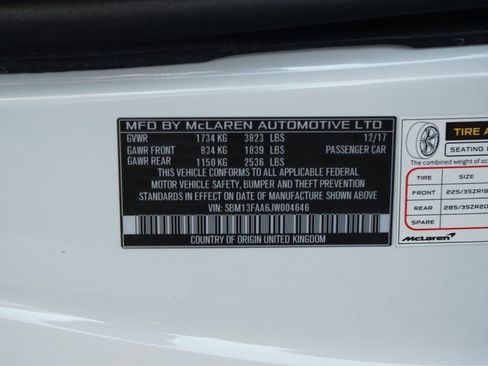 MFD BY McLAREN AUTOMOTIVE LTD
GVWR 1734 KG 3823 LBS 12/17
GAWR FRONT 834 KG 1839 LBS PASSENGER CAR
GAWR REAR 1150 KG 2536 LBS
THIS VEHICLE CONFORMS TO ALL APPLICABLE FEDERAL
MOTOR VEHICLE SAFETY, BUMPER AND THEFT PREVENTION
STANDARDS IN EFFECT ON DATE OF MANUFACTURE SHOWN ABOVE
VIN: SBM13FAA6JW004646
COUNTRY OF ORIGIN UNITED KINGDOM
TIRE A
SEATING
The combined weight of oc
TIRE SIZE
FRONT 225/35ZR19
REAR 285/35ZR20
SPARE
McLaren